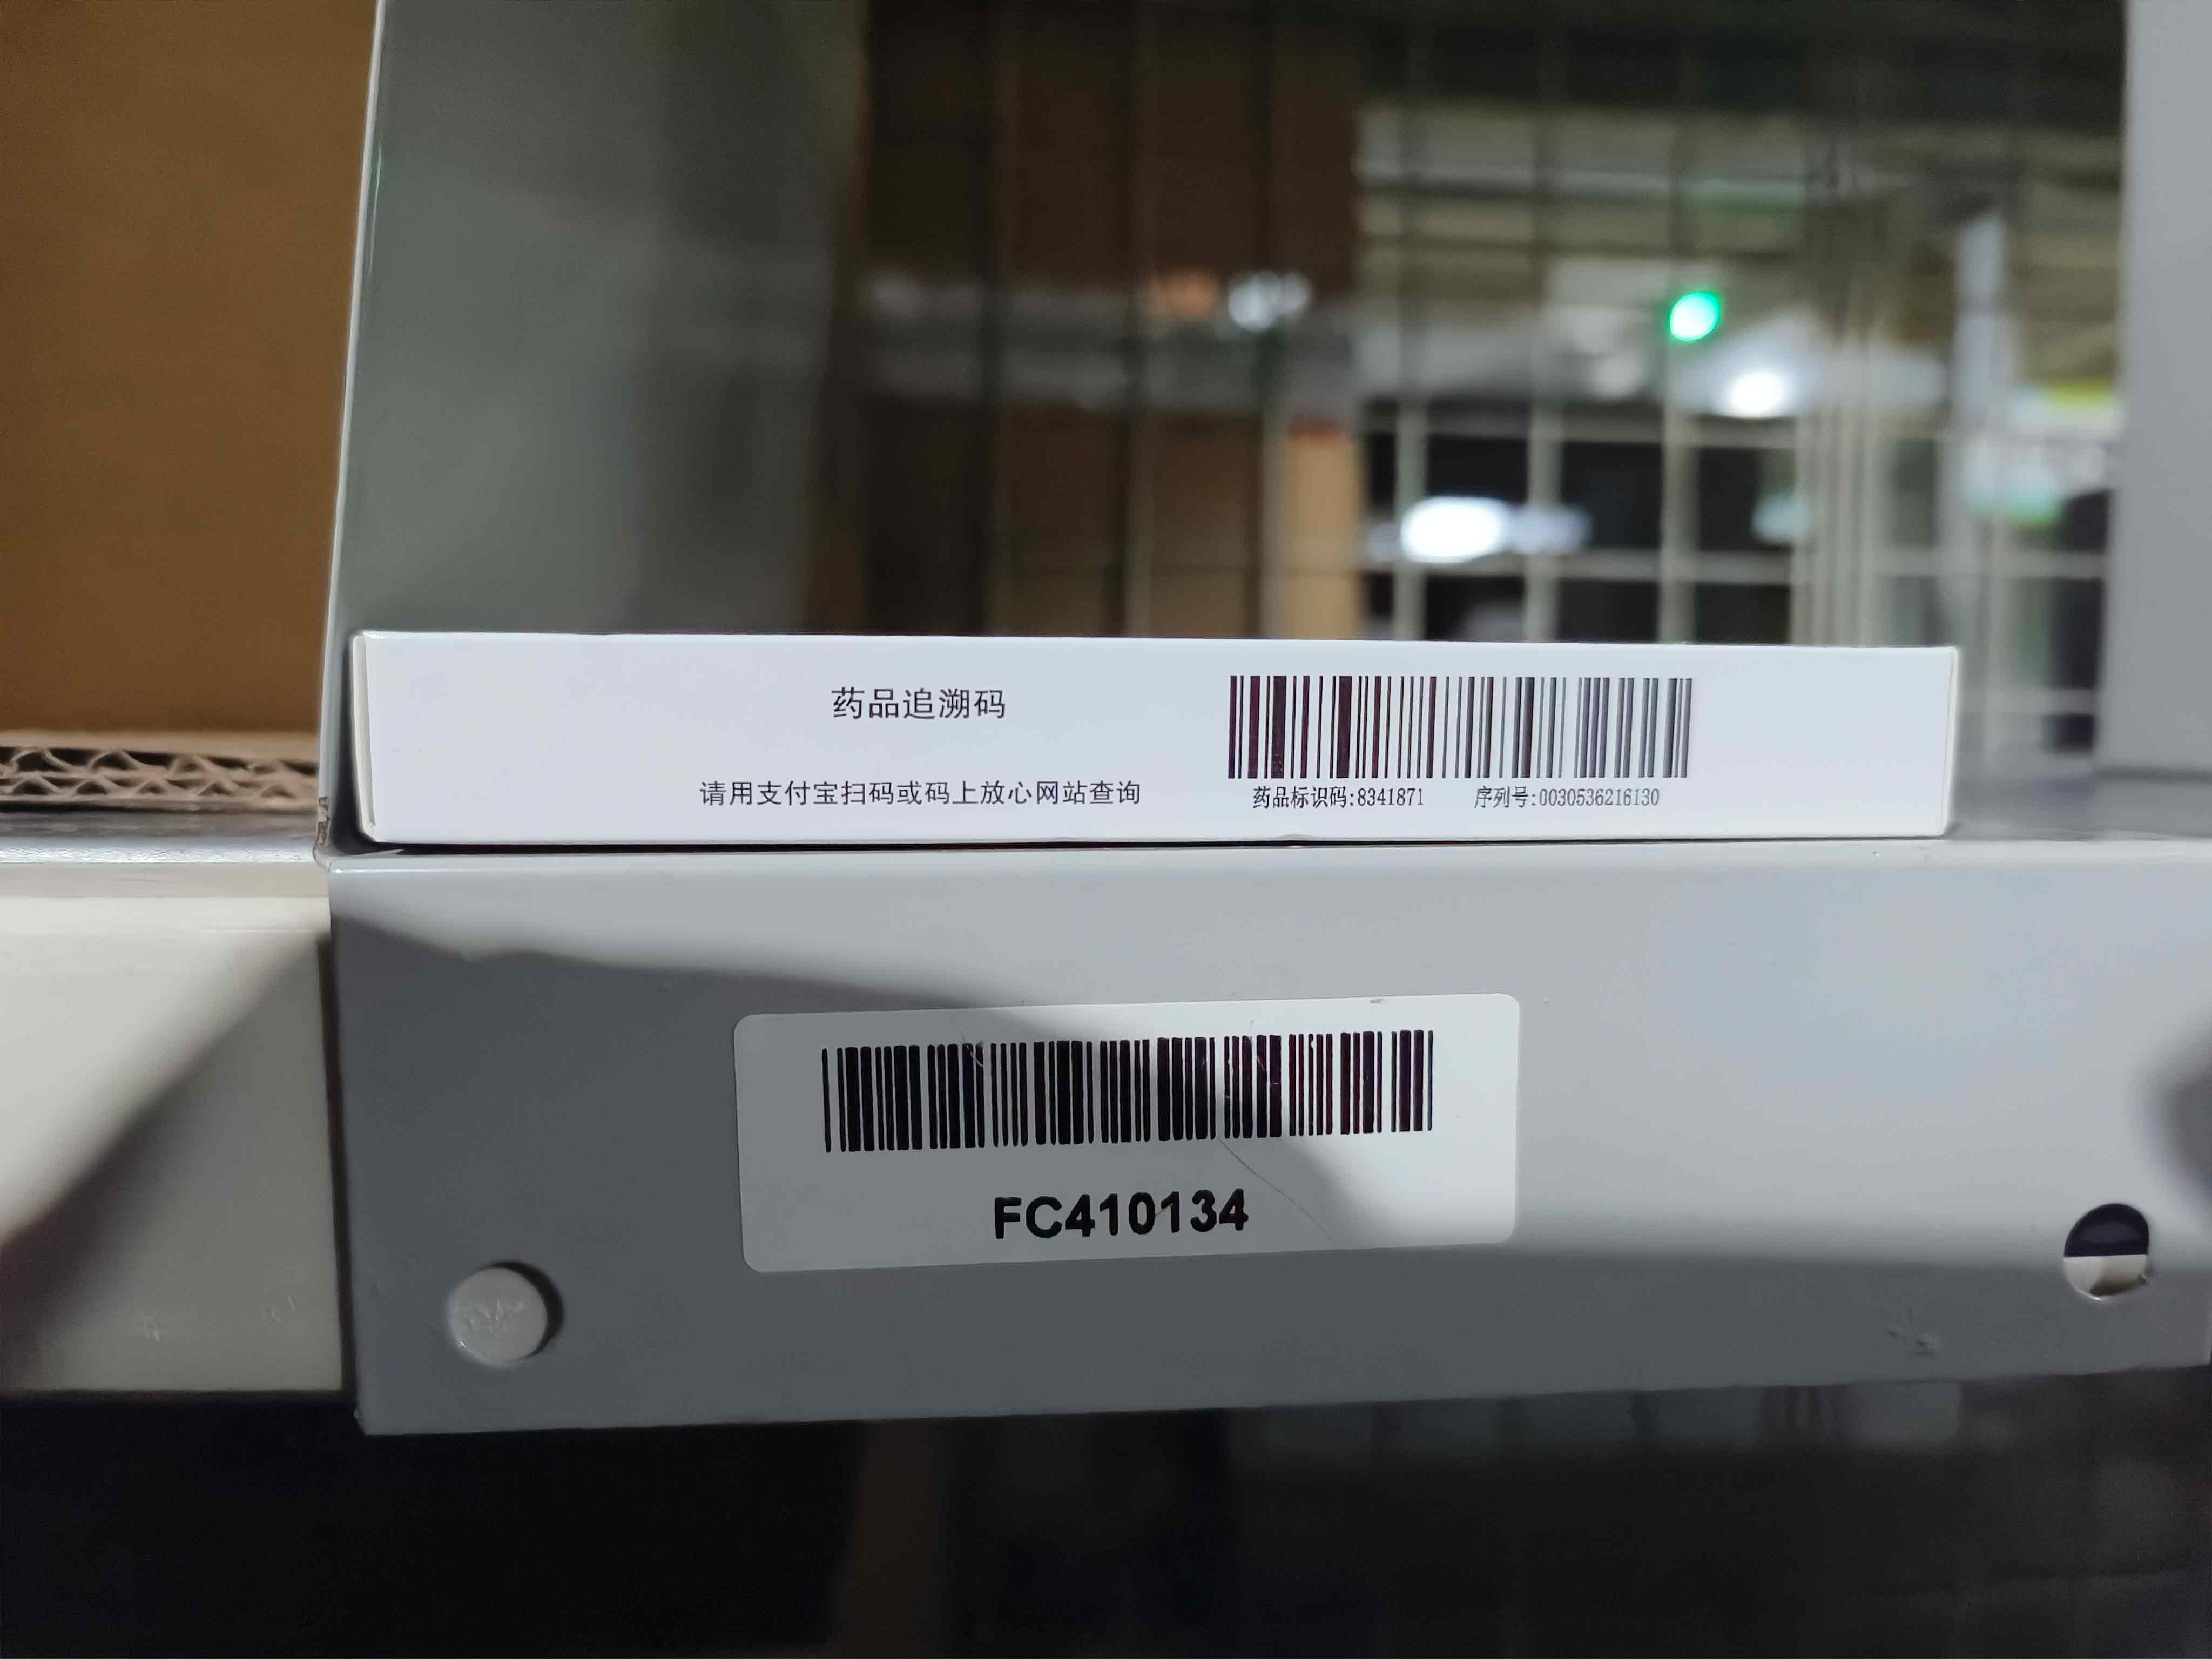 药品追溯码
请用支付宝扫码或码上放心网站查询
药品标识码:8341871 序列号:0030536216130
FC410134